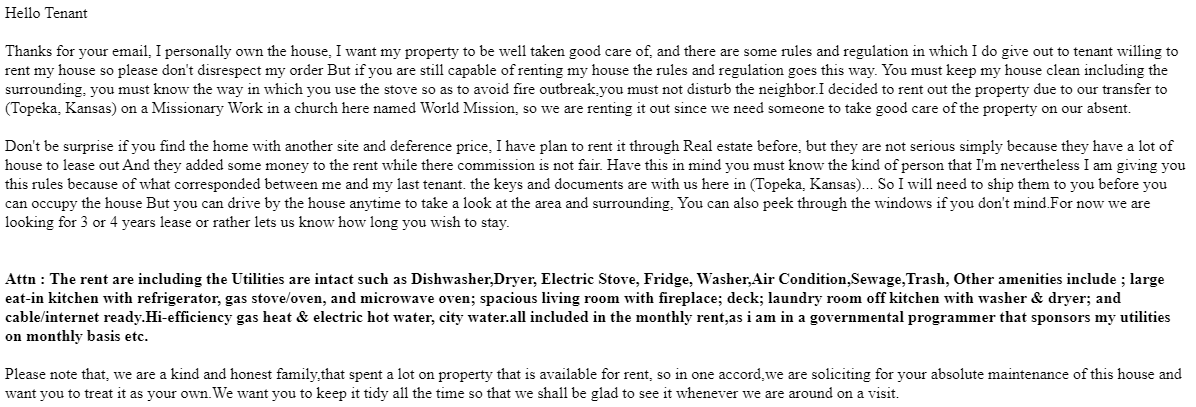 Hello Tenant
Thanks for your email, I personally own the house, I want my property to be well taken good care of, and there are some rules and regulation in which I do give out to tenant willing to
rent my house so please don't disrespect my order But if you are still capable of renting my house the rules and regulation goes this way. You must keep my house clean including the
surrounding, you must know the way in which you use the stove so as to avoid fire outbreak,you must not disturb the neighbor.I decided to rent out the property due to our transfer to
(Topeka, Kansas) on a Missionary Work in a church here named World Mission, so we are renting it out since we need someone to take good care of the property on our absent.
Don't be surprise if you find the home with another site and deference price, I have plan to rent it through Real estate before, but they are not serious simply because they have a lot of
house to lease out And they added some money to the rent while there commission is not fair. Have this in mind you must know the kind of person that I'm nevertheless I am giving you
this rules because of what corresponded between me and my last tenant. the keys and documents are with us here in (Topeka, Kansas)... So I will need to ship them to you before you
can occupy the house But you can drive by the house anytime to take a look at the area and surrounding, You can also peek through the windows if you don't mind.For now we are
looking for 3 or 4 years lease or rather lets us know how long you wish to stay.
Attn : The rent are including the Utilities are intact such as Dishwasher,Dryer, Electric Stove, Fridge, Washer,Air Condition,Sewage,Trash, Other amenities include ; large
eat-in kitchen with refrigerator, gas stove/oven, and microwave oven; spacious living room with fireplace; deck; laundry room off kitchen with washer & dryer; and
cable/internet ready.Hi-efficiency gas heat & electric hot water, city water.all included in the monthly rent,as i am in a governmental programmer that sponsors my utilities
on monthly basis etc.
Please note that, we are a kind and honest family,that spent a lot on property that is available for rent, so in one accord,we are soliciting for your absolute maintenance of this house and
want you to treat it as your own.We want you to keep it tidy all the time so that we shall be glad to see it whenever we are around on a visit.